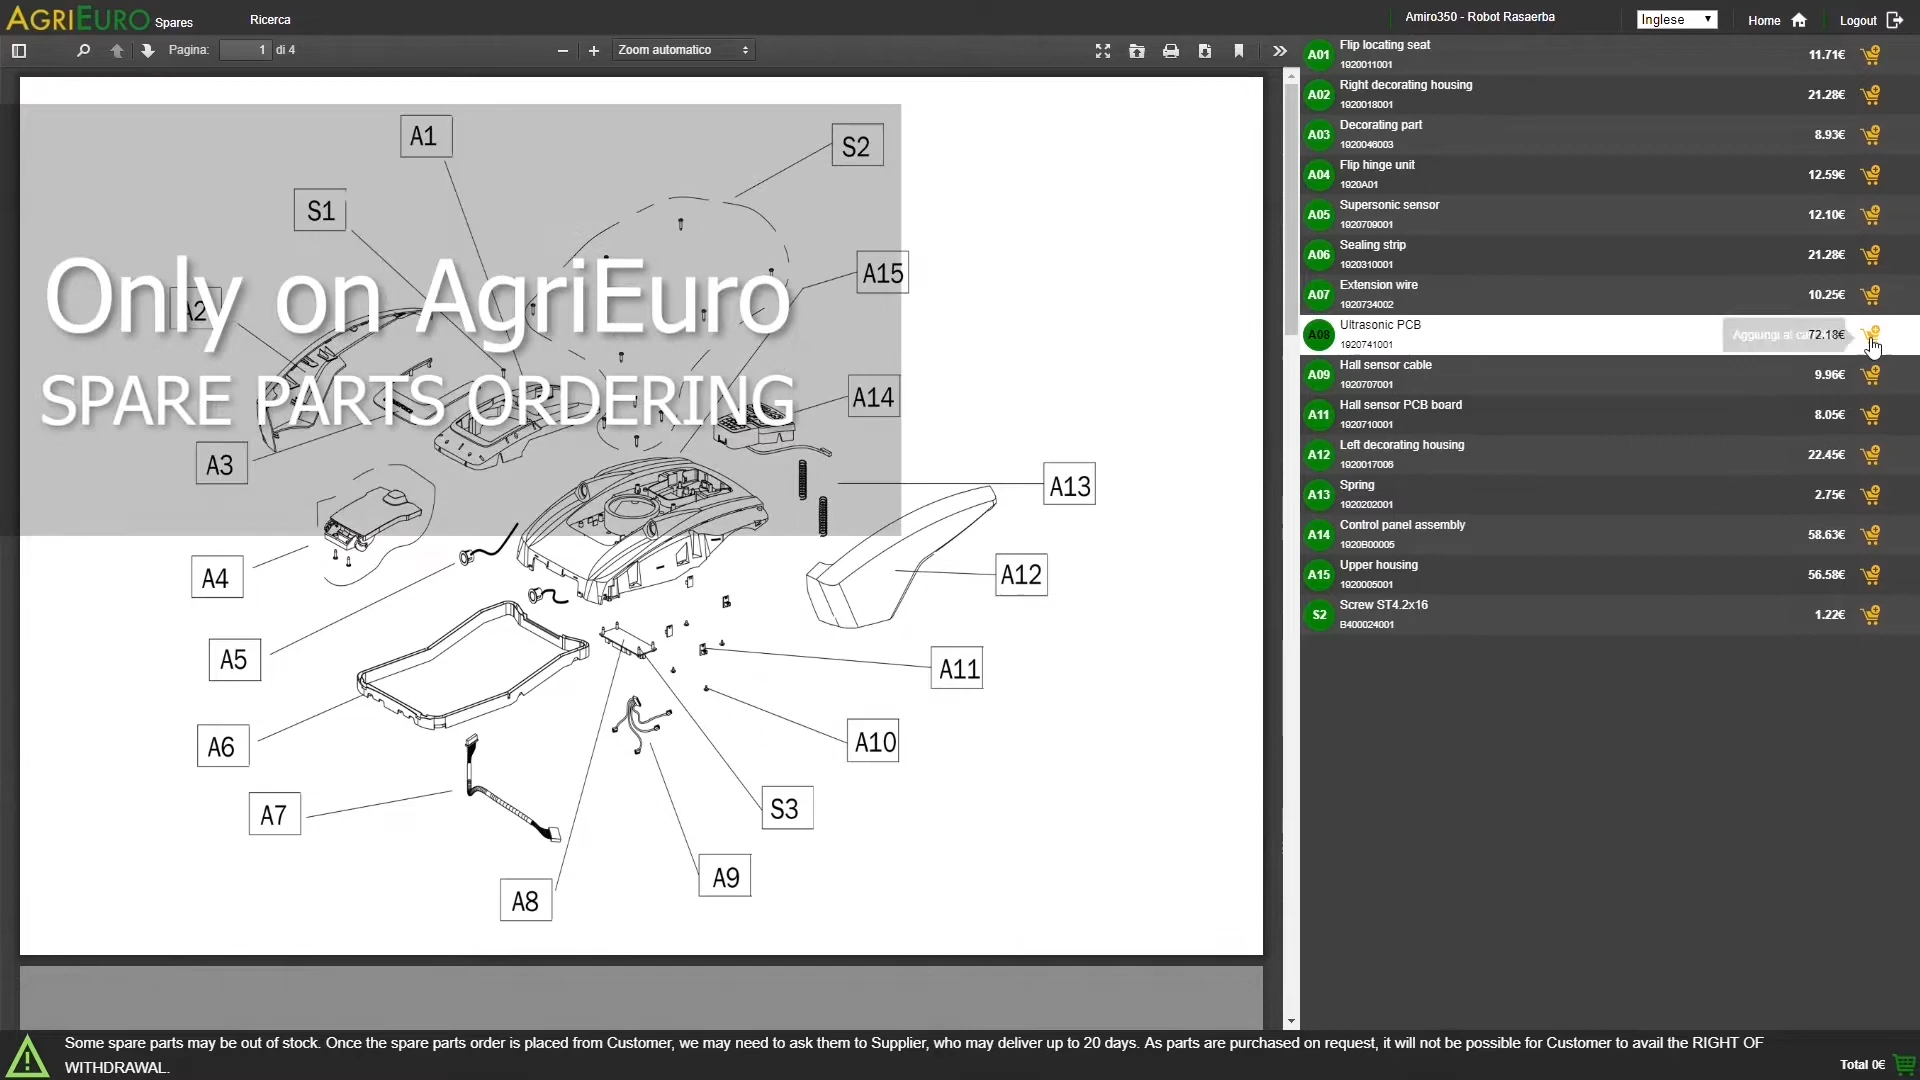 AGRIEURO Spares
Ricerca
Amiro350 - Robot Rasaerba
Inglese
Home
Logout
Pagina:
1
di 4
Zoom automatico
A1
S2
S1
A15
A2
Only on AgriEuro
SPARE PARTS ORDERING
A14
A3
A13
A4
A12
A5
A11
A6
A10
A7
S3
A9
A8
A01
Flip locating seat
1920011001
11.71€
A02
Right decorating housing
1920018001
21.28€
A03
Decorating part
1920046003
8.93€
A04
Flip hinge unit
1920A01
12.59€
A05
Supersonic sensor
1920709001
12.10€
A06
Sealing strip
1920310001
21.28€
A07
Extension wire
1920734002
10.25€
A08
Ultrasonic PCB
1920741001
Aggiungi al
72.18€
A09
Hall sensor cable
1920707001
9.96€
A11
Hall sensor PCB board
1920710001
8.05€
A12
Left decorating housing
1920017006
22.45€
A13
Spring
1920202001
2.75€
A14
Control panel assembly
1920B00005
58.63€
A15
Upper housing
1920005001
56.58€
S2
Screw ST4.2x16
B400024001
1.22€
Some spare parts may be out of stock. Once the spare parts order is placed from Customer, we may need to ask them to Supplier, who may deliver up to 20 days. As parts are purchased on request, it will not be possible for Customer to avail the RIGHT OF
WITHDRAWAL.
Total 0€